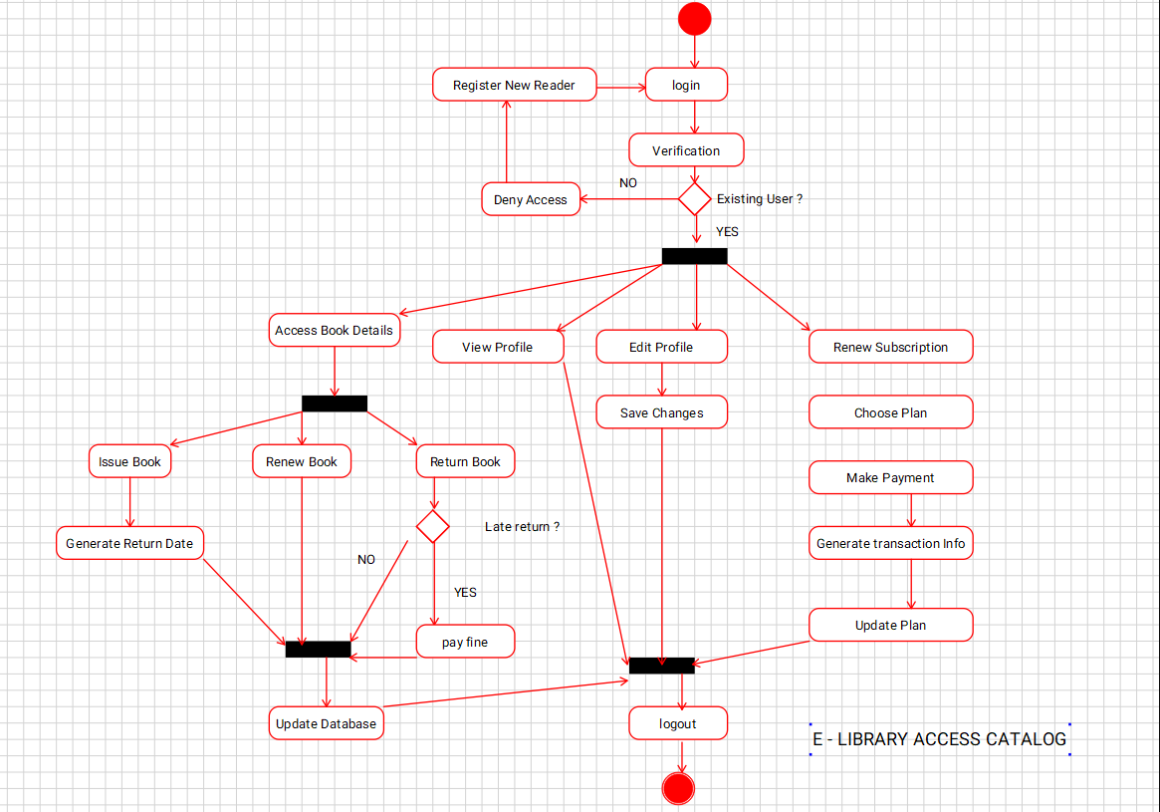 Register New Reader
login
Verification
NO
Deny Access
Existing User ?
YES
Access Book Details
View Profile
Edit Profile
Renew Subscription
Save Changes
Choose Plan
Issue Book
Renew Book
Return Book
Make Payment
Late return ?
Generate Return Date
Generate transaction Info
NO
YES
Update Plan
pay fine
Update Database
logout
E - LIBRARY ACCESS CATALOG